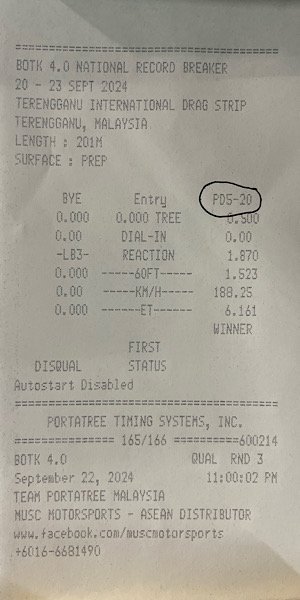 BOTK 4.0 NATIONAL RECORD BREAKER
20 - 23 SEPT 2024
TERENGGANU INTERNATIONAL DRAG STRIP
TERENGGANU, MALAYSIA
LENGTH : 201M
SURFACE : PREP
BYE Entry PD5-20
0.000 0.000 TREE 0.500
0.00 DIAL-IN 0.00
-LB3- REACTION 1.870
0.000 -----60FT----- 1.523
0.00 -----KM/H----- 188.25
0.000 ------ET------ 6.161
WINNER
FIRST
DISQUAL STATUS
Autostart Disabled
PORTATREE TIMING SYSTEMS, INC.
============ 165/166 ==========600214
BOTK 4.0 QUAL RND 3
September 22, 2024 11:00:02 PM
TEAM PORTATREE MALAYSIA
MUSC MOTORSPORTS - ASEAN DISTRIBUTOR
www.facebook.com/muscmotorsports
+6016-6681490